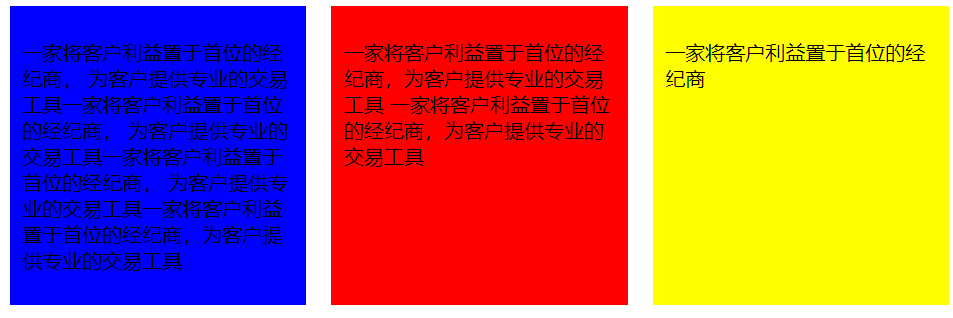 一家将客户利益置于首位的经
纪商， 为客户提供专业的交易
工具一家将客户利益置于首位
的经纪商， 为客户提供专业的
交易工具一家将客户利益置于
首位的经纪商， 为客户提供专
业的交易工具一家将客户利益
置于首位的经纪商，为客户提
供专业的交易工具
一家将客户利益置于首位的经
纪商，为客户提供专业的交易
工具 一家将客户利益置于首位
的经纪商，为客户提供专业的
交易工具
一家将客户利益置于首位的经
纪商